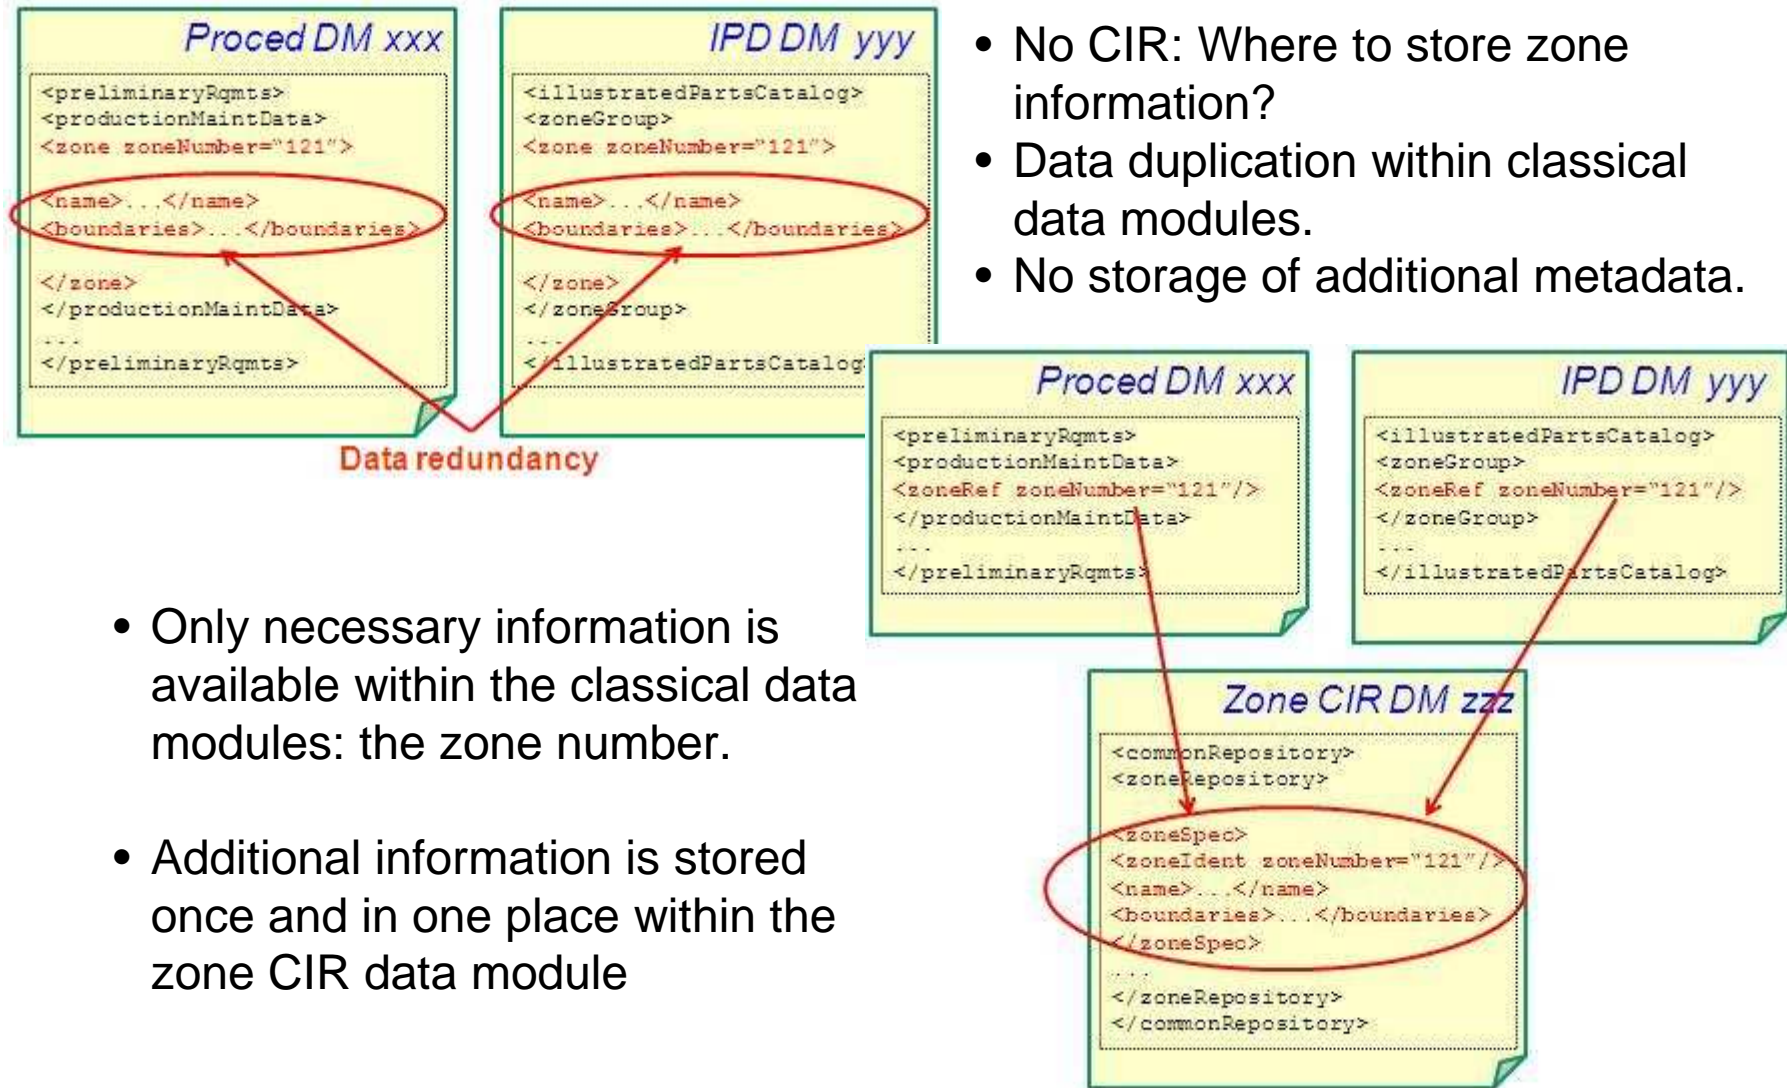 Proced DM xxx
<preliminaryRqmts>
<productionMaintData>
<zone zoneNumber="121">
<name>...</name>
<boundaries>...</boundaries>
</zone>
</productionMaintData>
...
</preliminaryRqmts>
IPD DM yyy
<illustratedPartsCatalog>
<zoneGroup>
<zone zoneNumber="121">
<name>...</name>
<boundaries>...</boundaries>
</zone>
</zoneGroup>
...
</illustratedPartsCatalog
Data redundancy
• No CIR: Where to store zone
information?
• Data duplication within classical
data modules.
• No storage of additional metadata.
Proced DM xxx
<preliminaryRqmts>
<productionMaintData>
<zoneRef zoneNumber="121"/>
</productionMaintData>
...
</preliminaryRqmts>
IPD DM yyy
<illustratedPartsCatalog>
<zoneGroup>
<zoneRef zoneNumber="121"/>
</zoneGroup>
...
</illustratedPartsCatalog>
• Only necessary information is
available within the classical data
modules: the zone number.
• Additional information is stored
once and in one place within the
zone CIR data module
Zone CIR DM zzz
<commonRepository>
<zoneRepository>
<zoneSpec>
<zoneIdent zoneNumber="121"/>
<name>...</name>
<boundaries>...</boundaries>
</zoneSpec>
...
</zoneRepository>
</commonRepository>